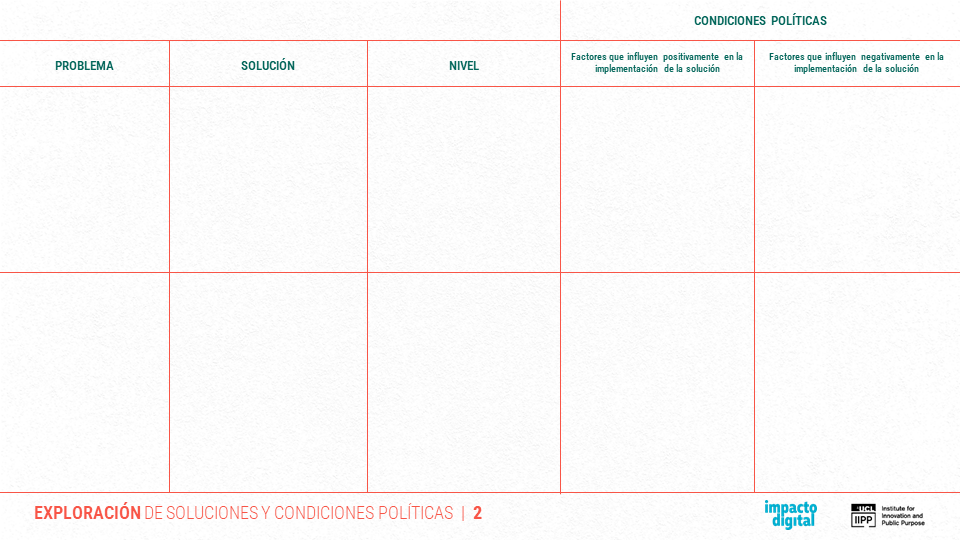 CONDICIONES POLÍTICAS
PROBLEMA
SOLUCIÓN
NIVEL
Factores que influyen positivamente en la
implementación de la solución
Factores que influyen negativamente en la
implementación de la solución
EXPLORACIÓN DE SOLUCIONES Y CONDICIONES POLÍTICAS | 2
impacto
digital
UCL
IIPP
Institute for
Innovation and
Public Purpose